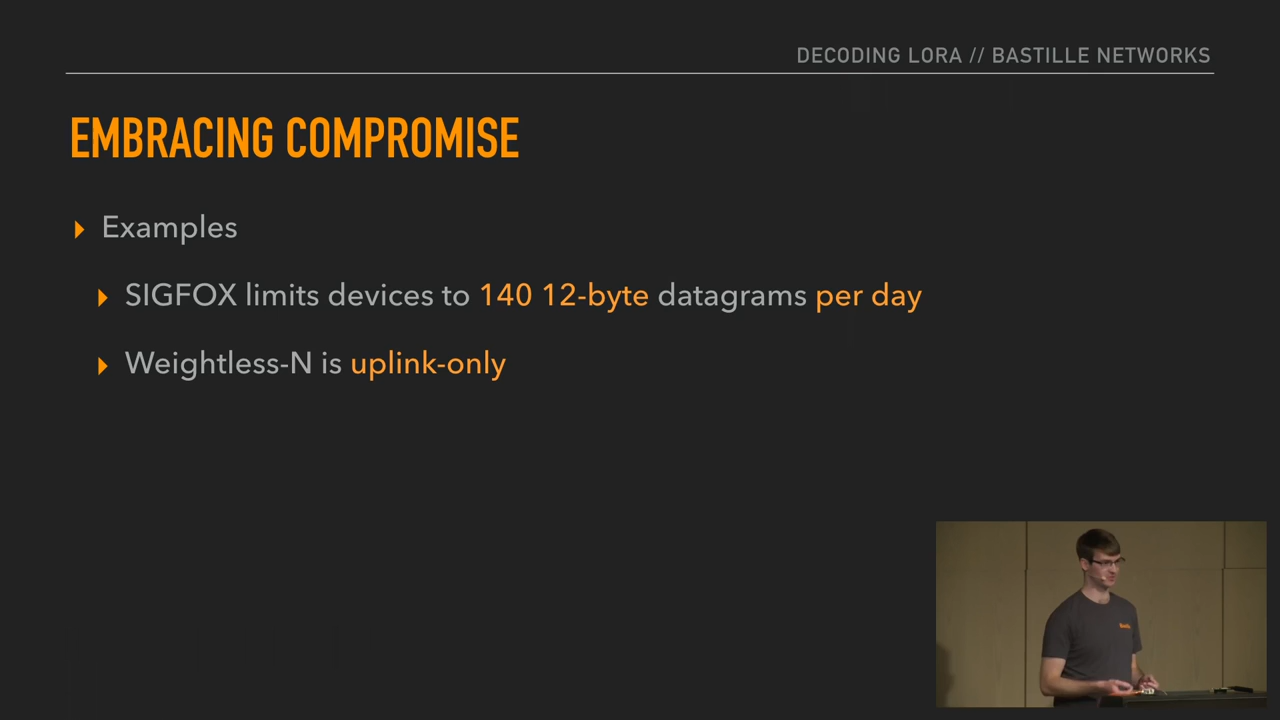 DECODING LORA // BASTILLE NETWORKS
EMBRACING COMPROMISE
Examples
SIGFOX limits devices to 140 12-byte datagrams per day
Weightless-N is uplink-only